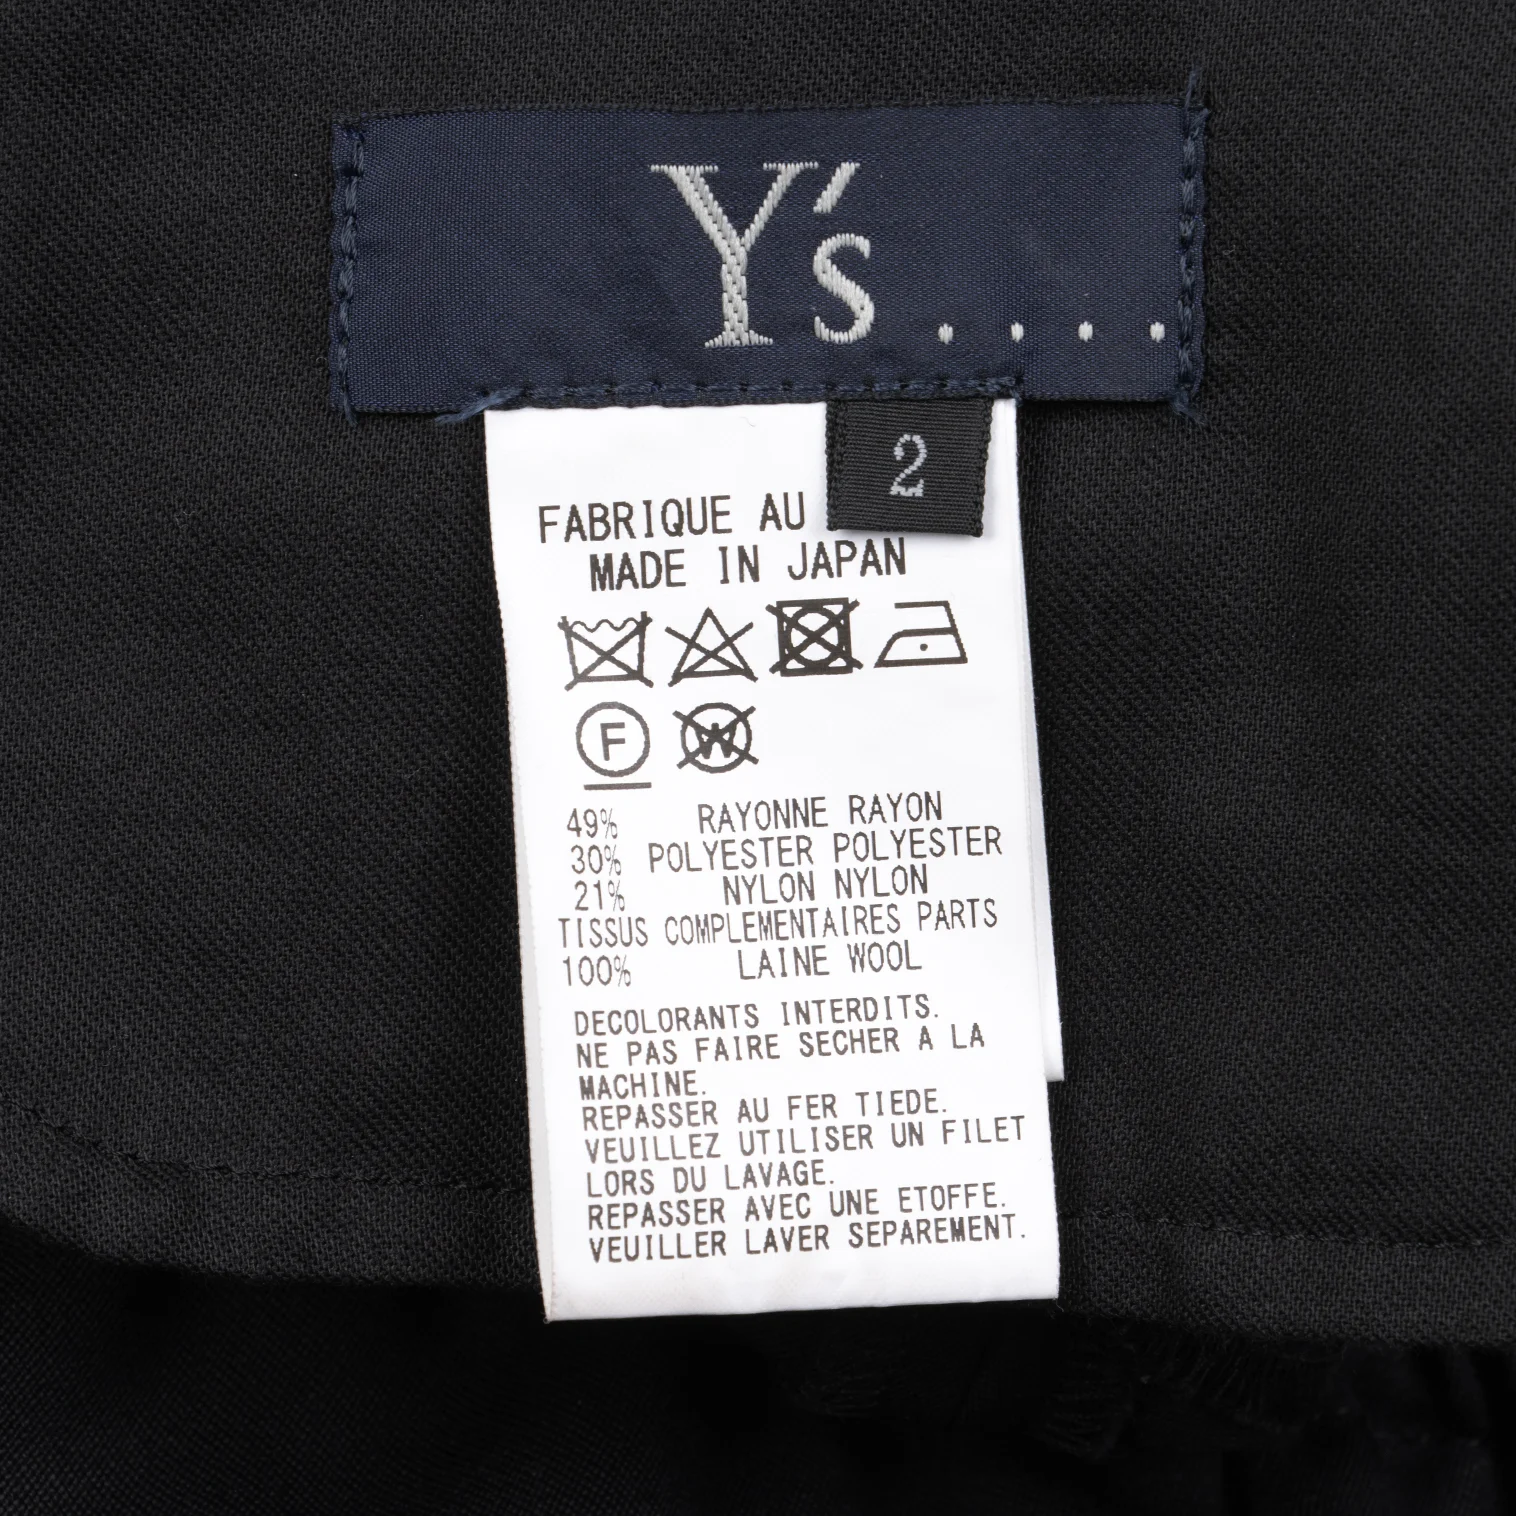 Y's....
2
FABRIQUE AU
MADE IN JAPAN
F W
49% RAYONNE RAYON
30% POLYESTER POLYESTER
21% NYLON NYLON
TISSUS COMPLEMENTAIRES PARTS
100% LAINE WOOL
DECOLORANTS INTERDITS.
NE PAS FAIRE SECHER A LA
MACHINE.
REPASSER AU FER TIEDE.
VEUILLEZ UTILISER UN FILET
LORS DU LAVAGE.
REPASSER AVEC UNE ETOFFE.
VEUILLER LAVER SEPAREMENT.